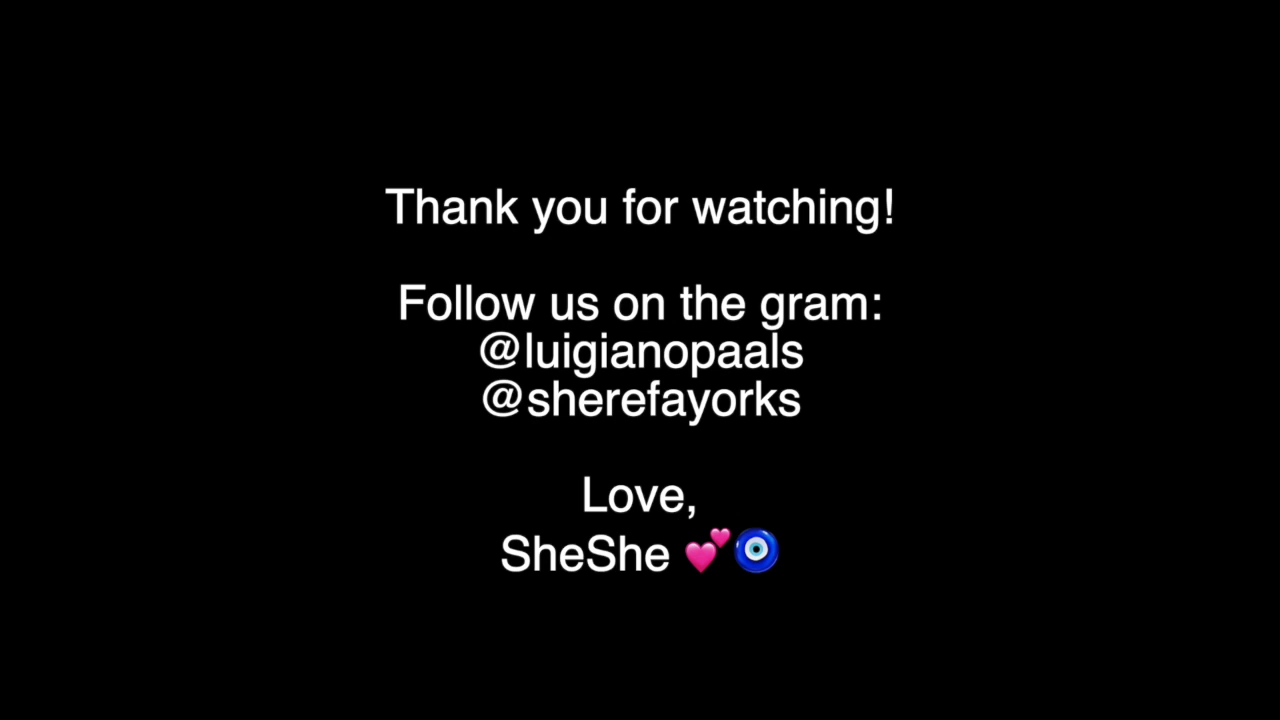 Thank you for watching!
Follow us on the gram:
@luigianopaals
@sherefayorks
Love,
SheShe 💕🧿